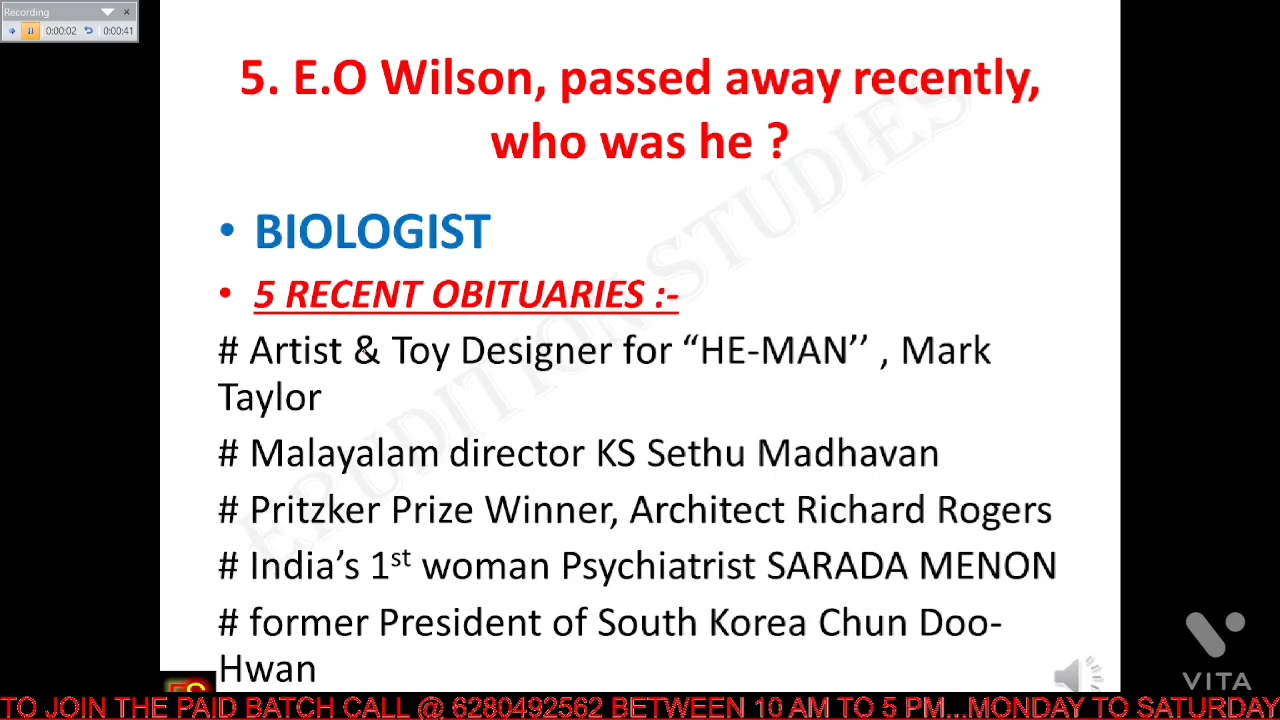 Recording
0:00:02 0:00:41
5. E.O Wilson, passed away recently,
who was he ?
• BIOLOGIST
• 5 RECENT OBITUARIES :-
# Artist & Toy Designer for “HE-MAN’’ , Mark
Taylor
# Malayalam director KS Sethu Madhavan
# Pritzker Prize Winner, Architect Richard Rogers
# India’s 1st woman Psychiatrist SARADA MENON
# former President of South Korea Chun Doo-
Hwan
ERUDITION STUDIES
VITA
TO JOIN THE PAID BATCH CALL @ 6280492562 BETWEEN 10 AM TO 5 PM...MONDAY TO SATURDAY